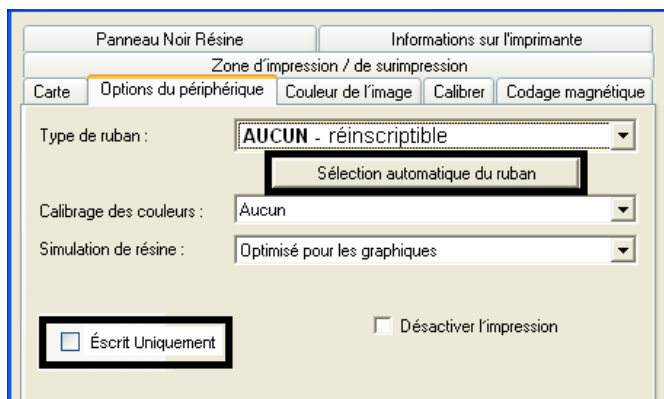 Panneau Noir Résine
Informations sur l'imprimante
Zone d'impression / de surimpression
Carte
Options du périphérique
Couleur de l'image
Calibrer
Codage magnétique
Type de ruban :
AUCUN - réinscriptible
Sélection automatique du ruban
Calibrage des couleurs :
Aucun
Simulation de résine :
Optimisé pour les graphiques
Éscrit Uniquement
Désactiver l'impression